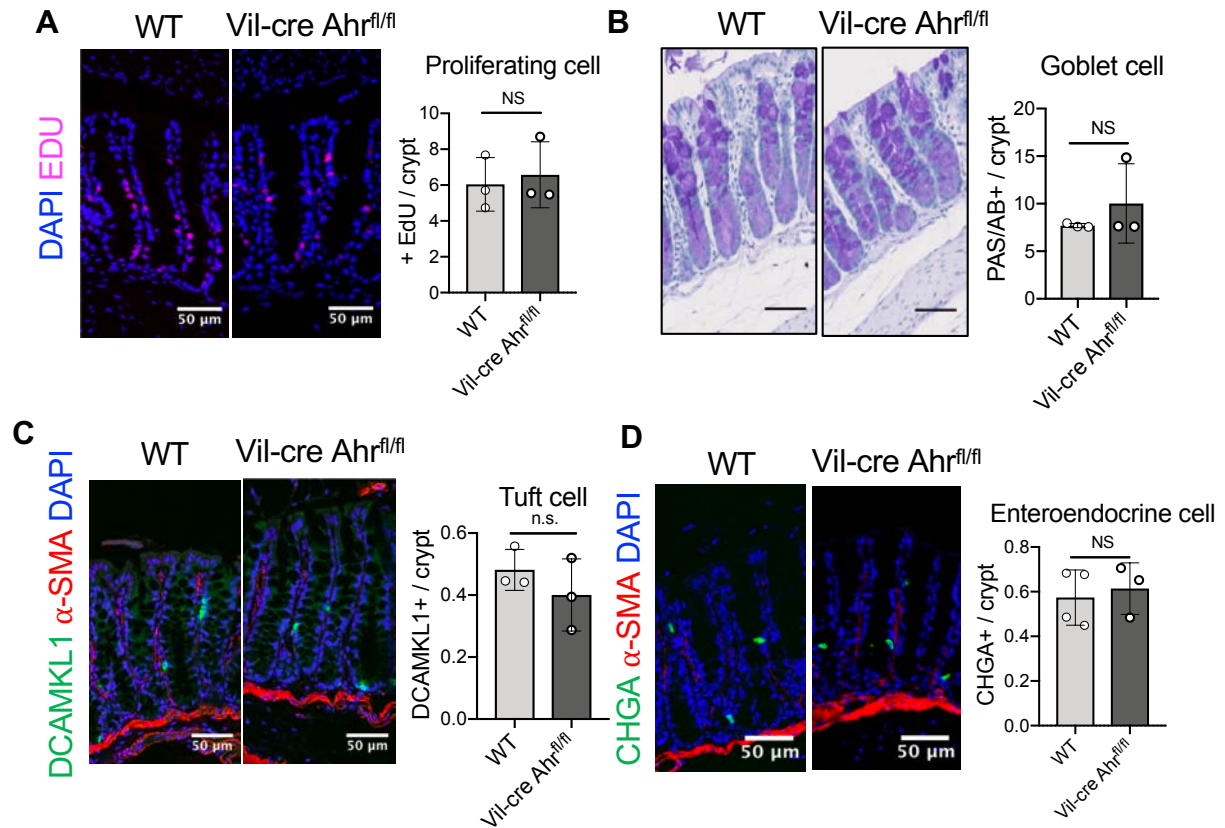 A
WT
Vil-cre Ahrfl/fl
DAPI EDU
50 µm
50 µm
Proliferating cell
NS
+ EdU / crypt
10
8
6
4
2
0
WT
Vil-cre Ahrfl/fl
B
WT
Vil-cre Ahrfl/fl
Goblet cell
NS
PAS/AB+ / crypt
20
15
10
5
0
WT
Vil-cre Ahrfl/fl
C
WT
Vil-cre Ahrfl/fl
DCAMKL1 α-SMA DAPI
50 µm
50 µm
Tuft cell
n.s.
DCAMKL1+ / crypt
0.6
0.4
0.2
0.0
WT
Vil-cre Ahrfl/fl
D
WT
Vil-cre Ahrfl/fl
CHGA α-SMA DAPI
50 µm
50 µm
Enteroendocrine cell
NS
CHGA+ / crypt
0.8
0.6
0.4
0.2
0.0
WT
Vil-cre Ahrfl/fl